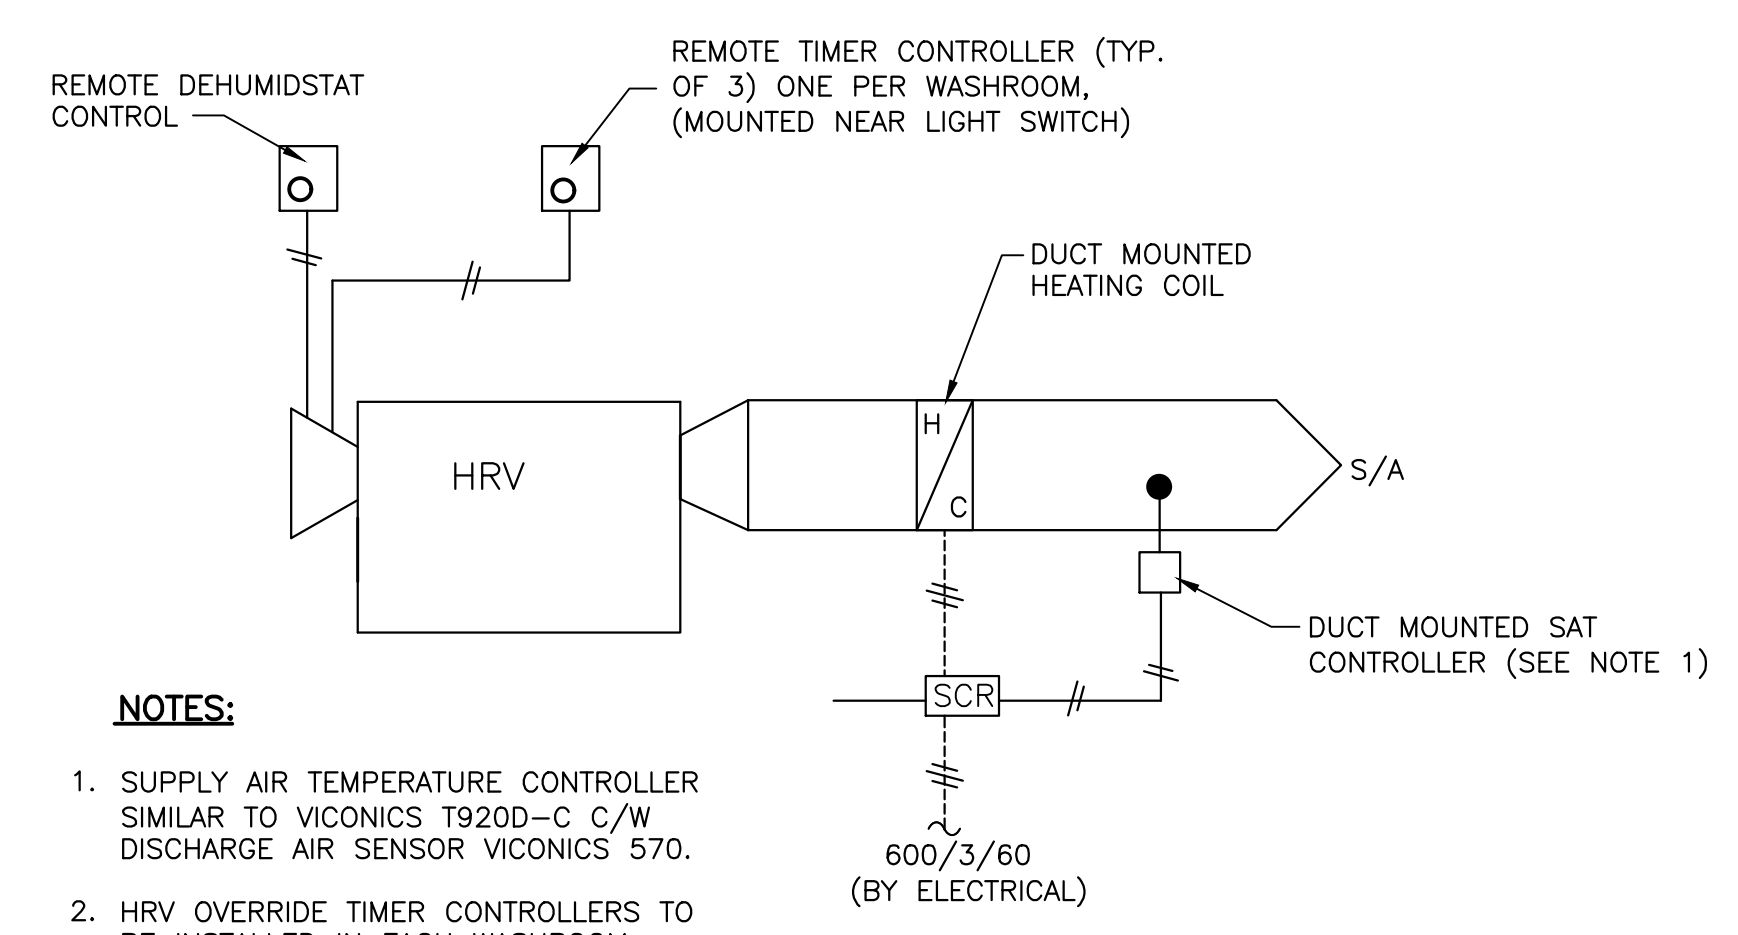 REMOTE DEHUMIDSTAT
CONTROL
REMOTE TIMER CONTROLLER (TYP.
OF 3) ONE PER WASHROOM,
(MOUNTED NEAR LIGHT SWITCH)
DUCT MOUNTED
HEATING COIL
HRV
H
C
S/A
DUCT MOUNTED SAT
CONTROLLER (SEE NOTE 1)
SCR
600/3/60
(BY ELECTRICAL)
NOTES:
1. SUPPLY AIR TEMPERATURE CONTROLLER
SIMILAR TO VICONICS T920D-C C/W
DISCHARGE AIR SENSOR VICONICS 570.
2. HRV OVERRIDE TIMER CONTROLLERS TO